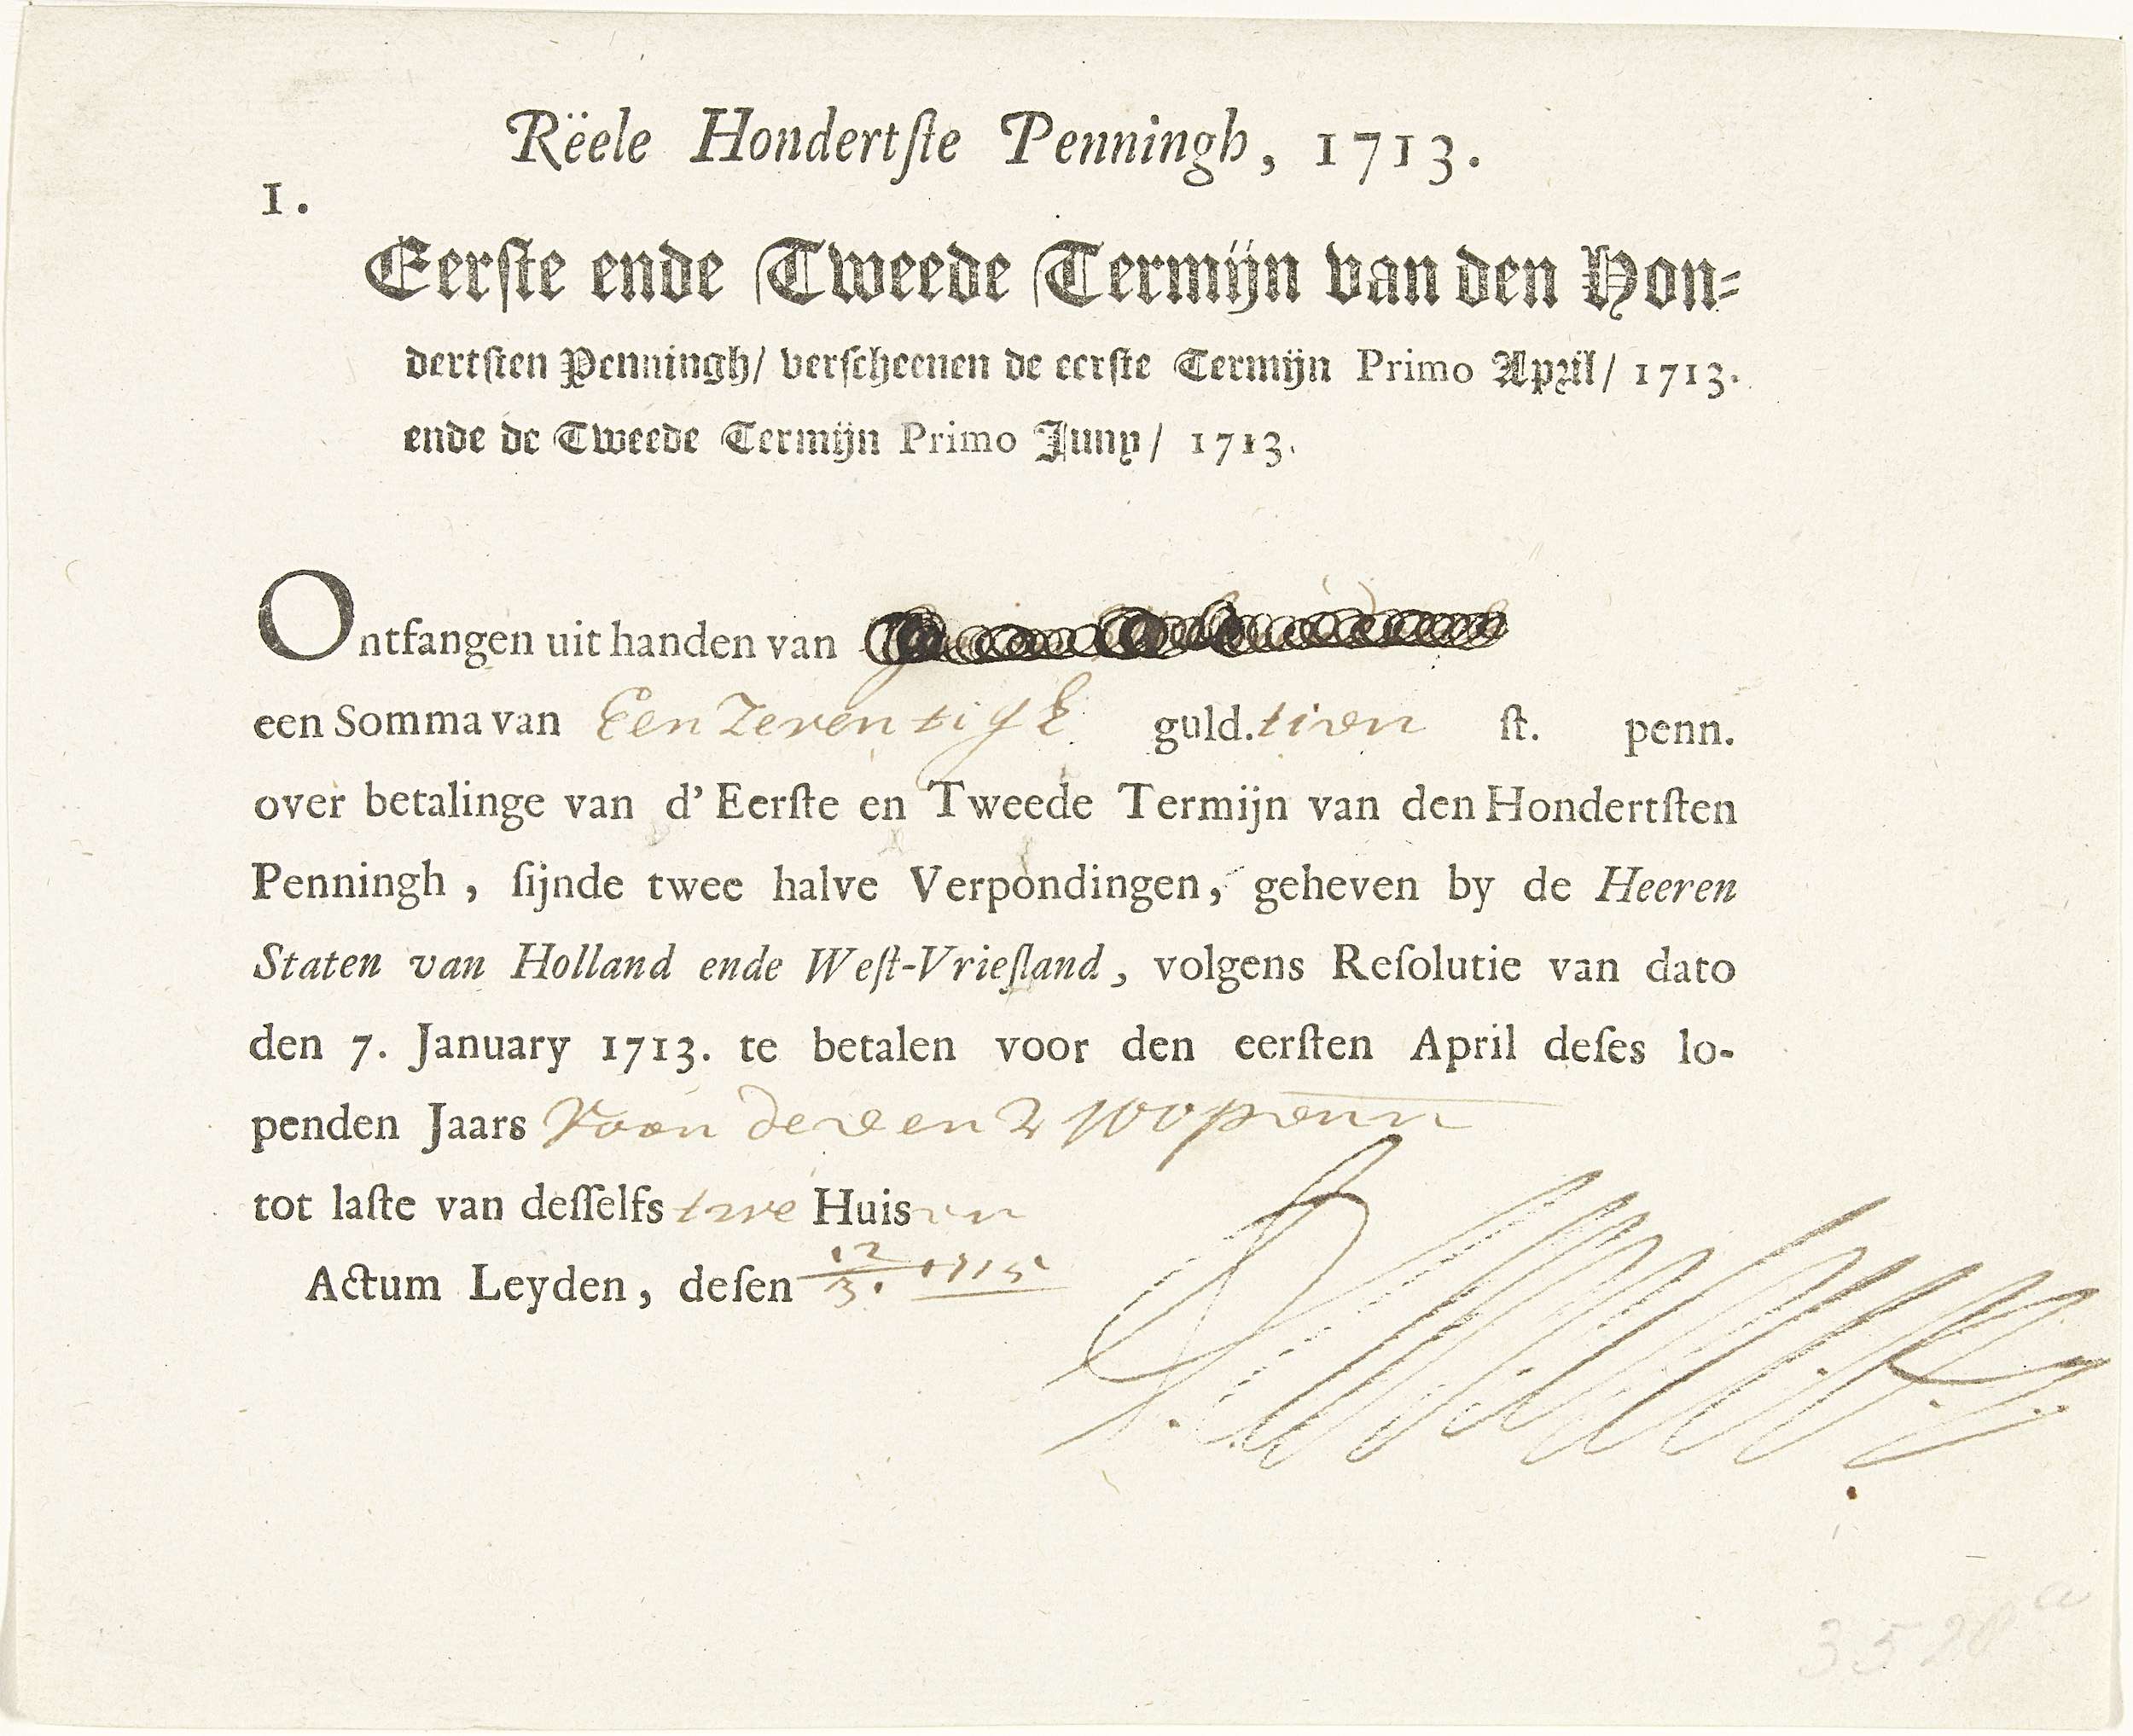 Rëele Hondertſte Penningh, 1713.
1.
Eerſte ende Tweede Termijn van den Hon-
dertſten Penningh/ verſcheenen de eerſte Termijn Primo April/ 1713.
ende de Tweede Termijn Primo Juny/ 1713.
Ontfangen uit handen van
een Somma van Een Zeventigh guld. tien ſt. penn.
over betalinge van d' Eerſte en Tweede Termijn van den Hondertſten
Penningh, ſijnde twee halve Verpondingen, geheven by de Heeren
Staten van Holland ende Weſt-Vrieſland, volgens Reſolutie van dato
den 7. January 1713. te betalen voor den eerſten April deſes lo-
penden Jaars
tot laſte van deſſelfs twe Huisen
Actum Leyden, deſen 12/3. 1715